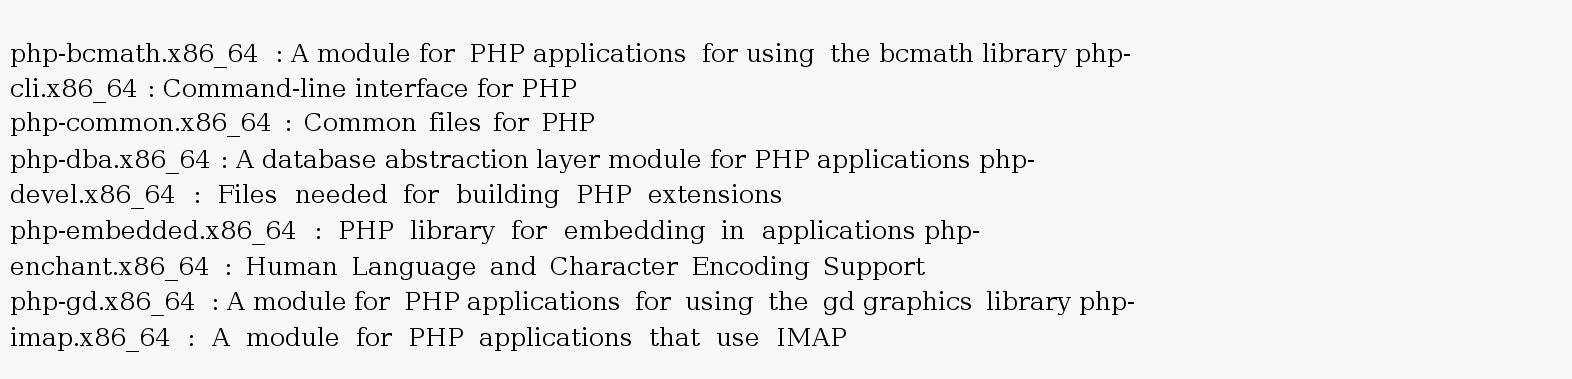 php-bcmath.x86_64 : A module for PHP applications for using the bcmath library php-
cli.x86_64 : Command-line interface for PHP
php-common.x86_64 : Common files for PHP
php-dba.x86_64 : A database abstraction layer module for PHP applications php-
devel.x86_64 : Files needed for building PHP extensions
php-embedded.x86_64 : PHP library for embedding in applications php-
enchant.x86_64 : Human Language and Character Encoding Support
php-gd.x86_64 : A module for PHP applications for using the gd graphics library php-
imap.x86_64 : A module for PHP applications that use IMAP